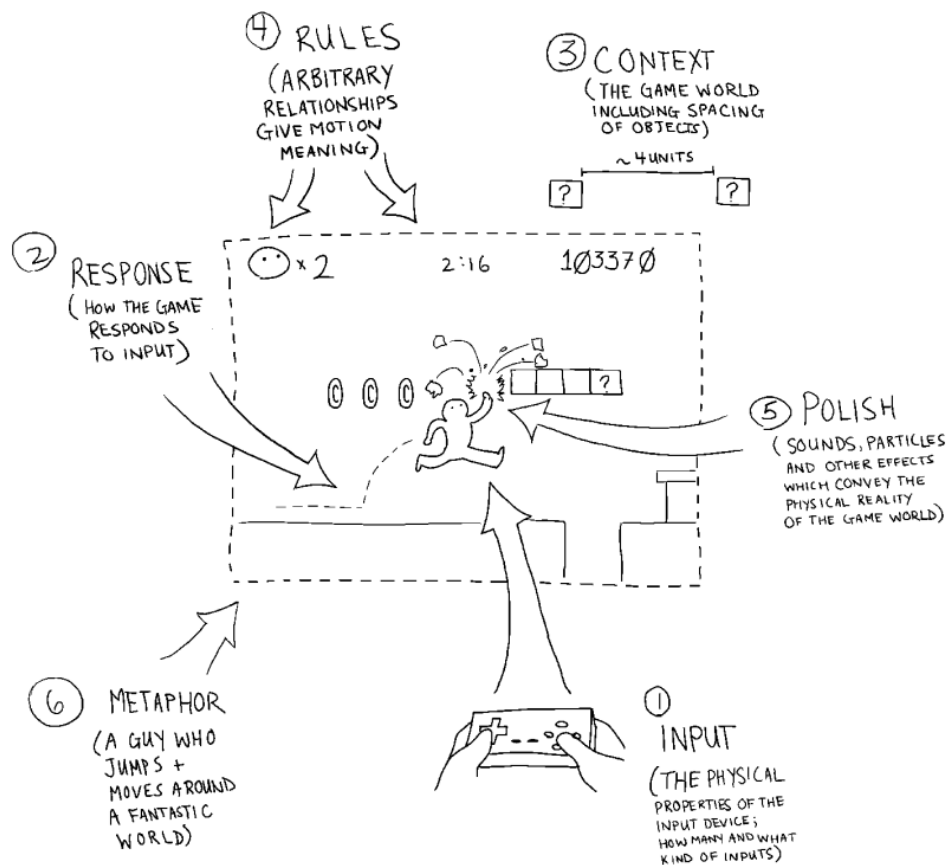 4 RULES
(ARBITRARY
RELATIONSHIPS
GIVE MOTION
MEANING)
3 CONTEXT
(THE GAME WORLD
INCLUDING SPACING
OF OBJECTS)
~4 UNITS
? ?
2 RESPONSE
(HOW THE GAME
RESPONDS
TO INPUT)
× 2 2:16 103370
© © © ?
5 POLISH
(SOUNDS, PARTICLES
AND OTHER EFFECTS
WHICH CONVEY THE
PHYSICAL REALITY
OF THE GAME WORLD)
6 METAPHOR
(A GUY WHO
JUMPS +
MOVES AROUND
A FANTASTIC
WORLD)
1
INPUT
(THE PHYSICAL
PROPERTIES OF THE
INPUT DEVICE;
HOW MANY AND WHAT
KIND OF INPUTS)